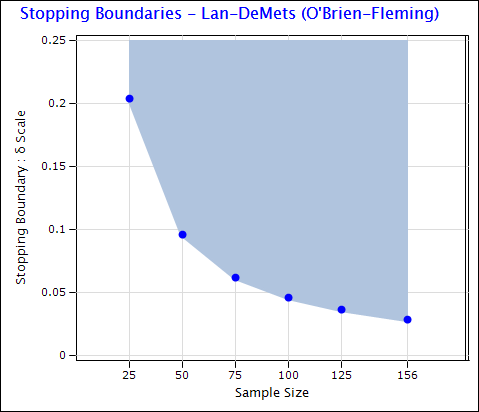 Stopping Boundaries - Lan-DeMets (O'Brien-Fleming)
0.25
0.2
0.15
0.1
0.05
0
Stopping Boundary : δ Scale
25 50 75 100 125 156
Sample Size